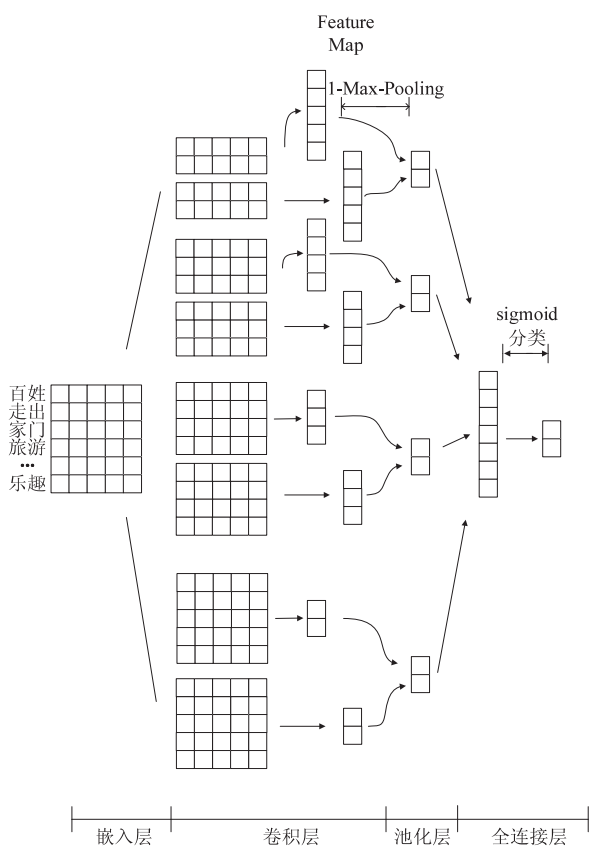 Feature
Map
1-Max-Pooling
sigmoid
分类
百姓
走出
家门
旅游
...
乐趣
嵌入层
卷积层
池化层
全连接层